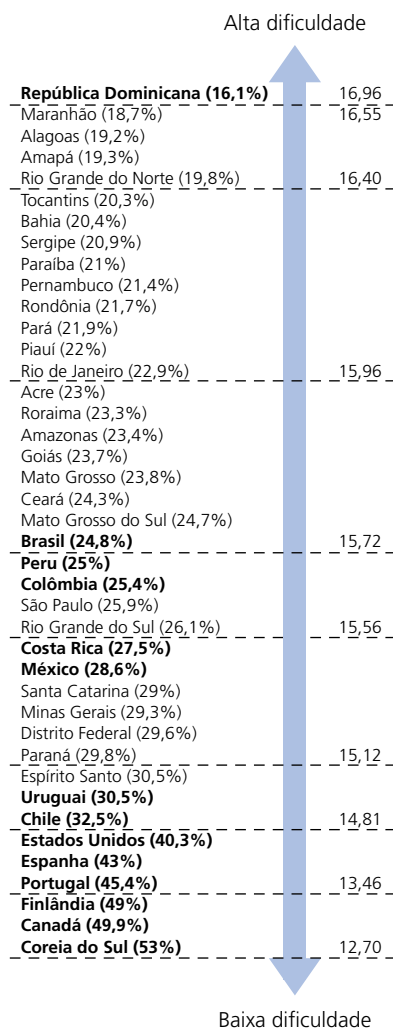 Alta dificuldade
República Dominicana (16,1%) 16,96
Maranhão (18,7%) 16,55
Alagoas (19,2%)
Amapá (19,3%)
Rio Grande do Norte (19,8%) 16,40
Tocantins (20,3%)
Bahia (20,4%)
Sergipe (20,9%)
Paraíba (21%)
Pernambuco (21,4%)
Rondônia (21,7%)
Pará (21,9%)
Piauí (22%)
Rio de Janeiro (22,9%) 15,96
Acre (23%)
Roraima (23,3%)
Amazonas (23,4%)
Goiás (23,7%)
Mato Grosso (23,8%)
Ceará (24,3%)
Mato Grosso do Sul (24,7%)
Brasil (24,8%) 15,72
Peru (25%)
Colômbia (25,4%)
São Paulo (25,9%)
Rio Grande do Sul (26,1%) 15,56
Costa Rica (27,5%)
México (28,6%)
Santa Catarina (29%)
Minas Gerais (29,3%)
Distrito Federal (29,6%)
Paraná (29,8%) 15,12
Espírito Santo (30,5%)
Uruguai (30,5%)
Chile (32,5%) 14,81
Estados Unidos (40,3%)
Espanha (43%)
Portugal (45,4%) 13,46
Finlândia (49%)
Canadá (49,9%)
Coreia do Sul (53%) 12,70
Baixa dificuldade